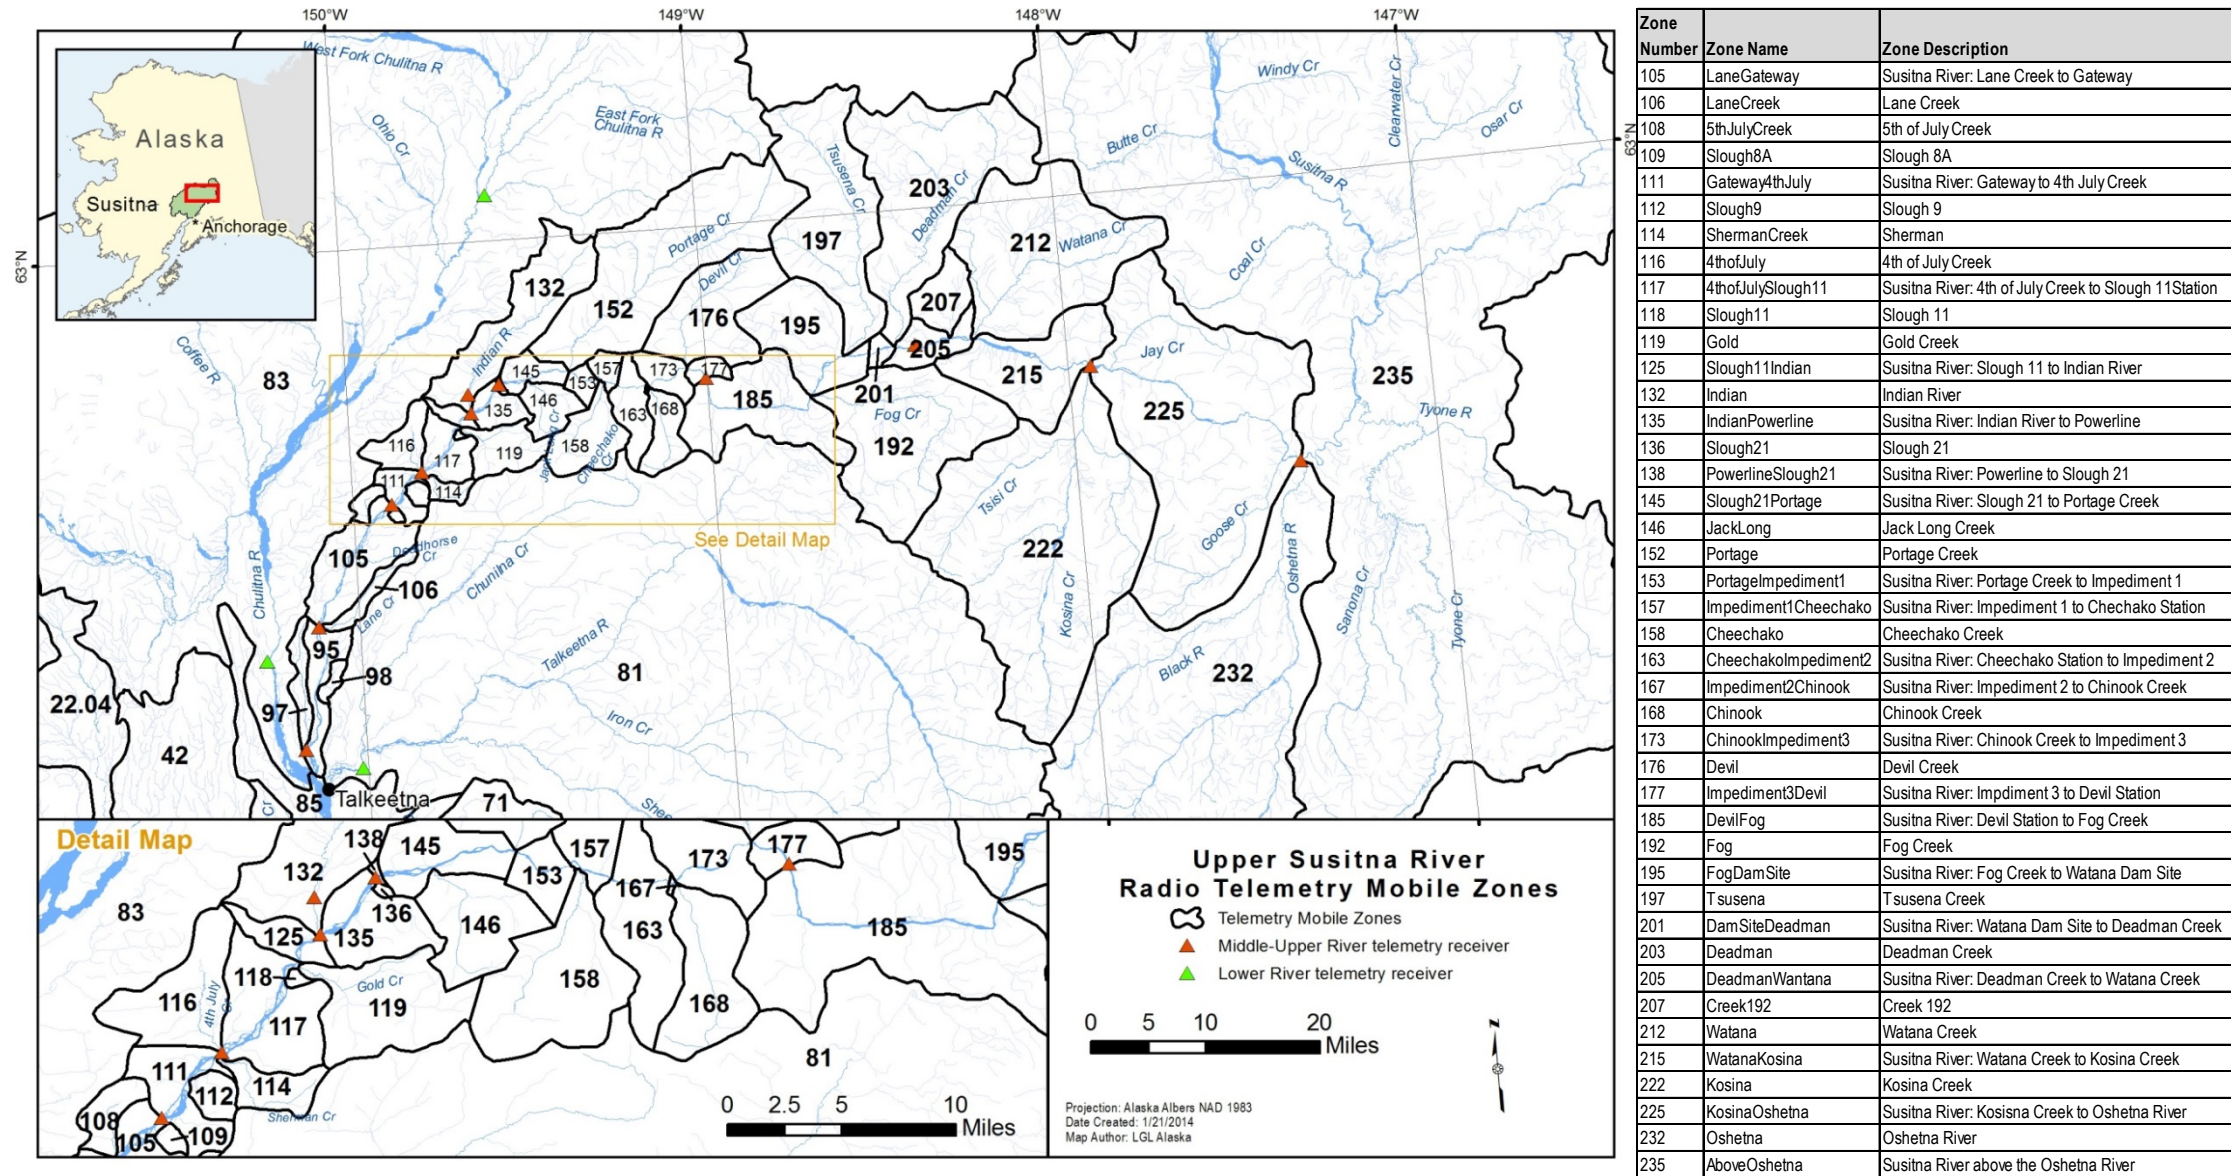 150°W
149°W
148°W
147°W
63°N
63°N
West Fork Chulitna R
Ohio Cr
East Fork
Chulitna R
Windy Cr
Clearwater Cr
Osar Cr
Butte Cr
Susitna R
Alaska
Susitna
Anchorage
Tsusena Cr
203
Deadman Cr
Portage Cr
197
212
Watana Cr
Coal Cr
Devil Cr
132
152
207
176
195
205
Coffee R
83
Indian R
145
157
153
173
177
185
201
Fog Cr
215
Jay Cr
235
225
Tyone R
135
146
163
168
192
116
117
119
158
Cheechako
Cr
111
114
Tsisi Cr
Goose Cr
See Detail Map
105
Deadhorse
Cr
Chunilna Cr
222
Oshetna R
106
Lane Cr
Chulitna R
Kosina Cr
Sanona Cr
Tyone Cr
95
Talkeetna R
98
81
Black R
232
22.04
97
42
Iron Cr
85
Talkeetna
71
Cr
Shee
Detail Map
138
145
157
173
177
195
132
153
167
83
136
146
125
135
163
185
118
Gold Cr
158
116
4th July
Cr
119
168
117
111
81
112
114
108
Sherman Cr
105
109
0 2.5 5 10
Miles
Upper Susitna River
Radio Telemetry Mobile Zones
Telemetry Mobile Zones
Middle-Upper River telemetry receiver
Lower River telemetry receiver
0 5 10 20
Miles
N
Projection: Alaska Albers NAD 1983
Date Created: 1/21/2014
Map Author: LGL Alaska
Zone
Number Zone Name Zone Description
105 LaneGateway Susitna River: Lane Creek to Gateway
106 LaneCreek Lane Creek
108 5thJulyCreek 5th of July Creek
109 Slough8A Slough 8A
111 Gateway4thJuly Susitna River: Gateway to 4th July Creek
112 Slough9 Slough 9
114 ShermanCreek Sherman
116 4thofJuly 4th of July Creek
117 4thofJulySlough11 Susitna River: 4th of July Creek to Slough 11Station
118 Slough11 Slough 11
119 Gold Gold Creek
125 Slough11Indian Susitna River: Slough 11 to Indian River
132 Indian Indian River
135 IndianPowerline Susitna River: Indian River to Powerline
136 Slough21 Slough 21
138 PowerlineSlough21 Susitna River: Powerline to Slough 21
145 Slough21Portage Susitna River: Slough 21 to Portage Creek
146 JackLong Jack Long Creek
152 Portage Portage Creek
153 PortageImpediment1 Susitna River: Portage Creek to Impediment 1
157 Impediment1Cheechako Susitna River: Impediment 1 to Chechako Station
158 Cheechako Cheechako Creek
163 CheechakoImpediment2 Susitna River: Cheechako Station to Impediment 2
167 Impediment2Chinook Susitna River: Impediment 2 to Chinook Creek
168 Chinook Chinook Creek
173 ChinookImpediment3 Susitna River: Chinook Creek to Impediment 3
176 Devil Devil Creek
177 Impediment3Devil Susitna River: Impdiment 3 to Devil Station
185 DevilFog Susitna River: Devil Station to Fog Creek
192 Fog Fog Creek
195 FogDamSite Susitna River: Fog Creek to Watana Dam Site
197 Tsusena Tsusena Creek
201 DamSiteDeadman Susitna River: Watana Dam Site to Deadman Creek
203 Deadman Deadman Creek
205 DeadmanWantana Susitna River: Deadman Creek to Watana Creek
207 Creek192 Creek 192
212 Watana Watana Creek
215 WatanaKosina Susitna River: Watana Creek to Kosina Creek
222 Kosina Kosina Creek
225 KosinaOshetna Susitna River: Kosisna Creek to Oshetna River
232 Oshetna Oshetna River
235 AboveOshetna Susitna River above the Oshetna River